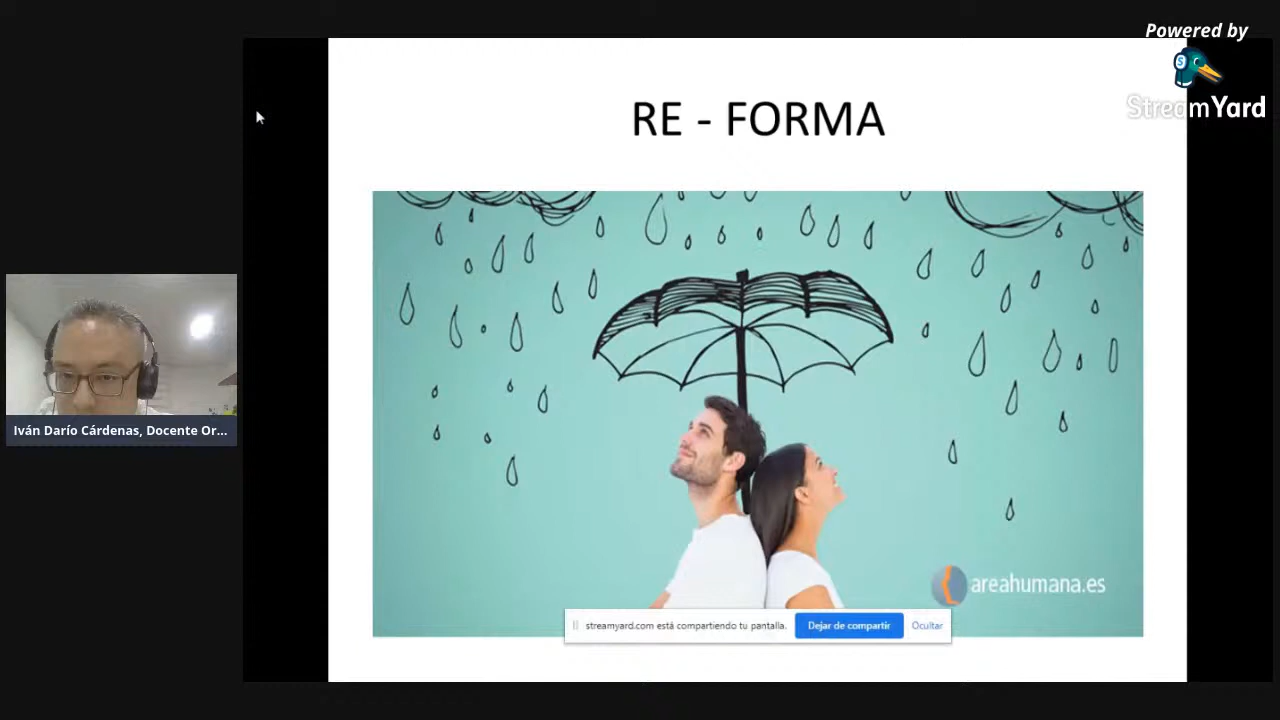 Powered by
StreamYard
RE - FORMA
Iván Darío Cárdenas, Docente Or...
areahumana.es
streamyard.com está compartiendo tu pantalla.
Dejar de compartir
Ocultar